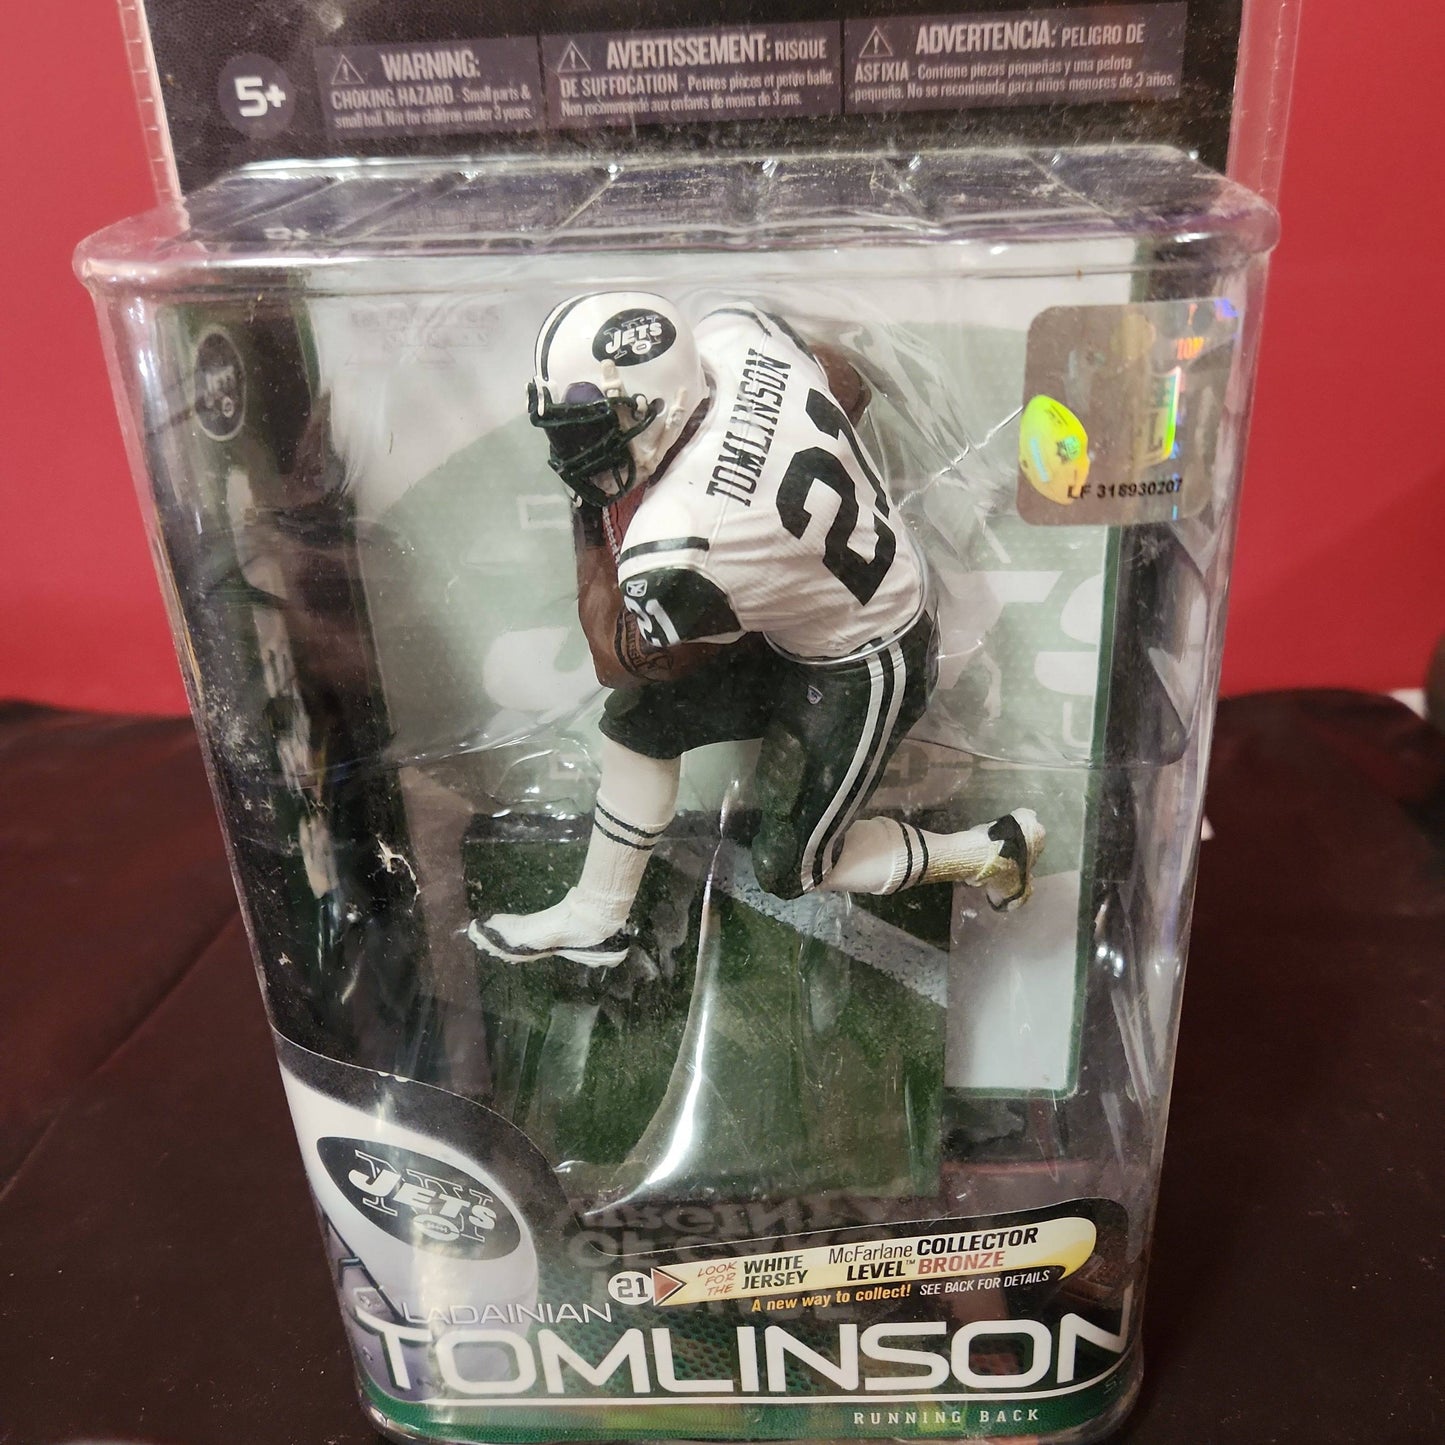 5+
WARNING:
CHOKING HAZARD - Small parts &
small ball. Not for children under 3 years.
AVERTISSEMENT: RISQUE
DE SUFFOCATION - Petites pièces et petite balle.
Non recommandé aux enfants de moins de 3 ans.
ADVERTENCIA: PELIGRO DE
ASFIXIA - Contiene piezas pequeñas y una pelota
pequeña. No se recomienda para niños menores de 3 años.
JETS
TOMLINSON
21
21
LF 318930207
NY
JETS
21
LOOK
FOR
THE
WHITE
JERSEY
McFarlane COLLECTOR
LEVEL™ BRONZE
A new way to collect! SEE BACK FOR DETAILS
LADAINIAN
TOMLINSON
RUNNING BACK